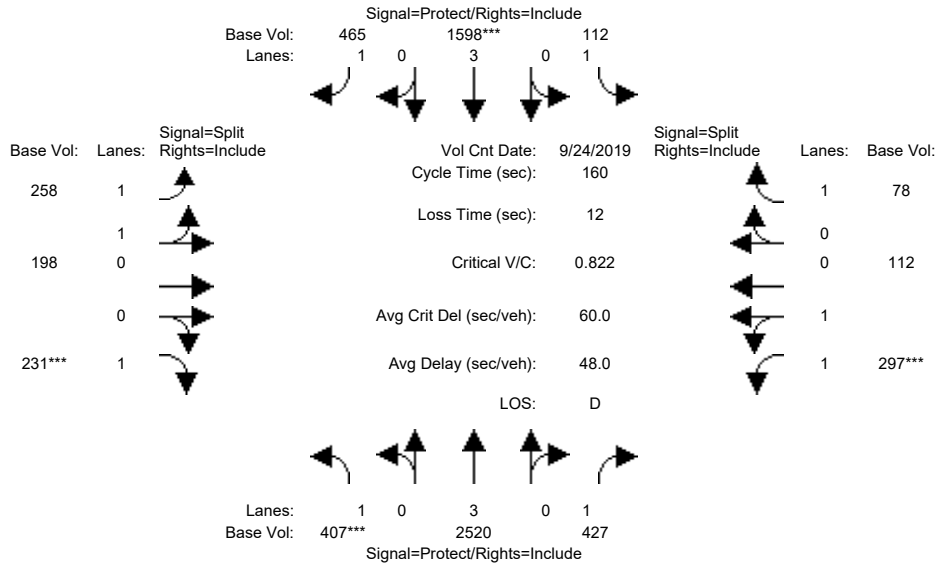 Signal=Protect/Rights=Include
Base Vol: 465 1598*** 112
Lanes: 1 0 3 0 1
Signal=Split
Rights=Include
Base Vol: Lanes:
Vol Cnt Date: 9/24/2019
Signal=Split
Rights=Include
Lanes: Base Vol:
Cycle Time (sec): 160
258 1
1 78
Loss Time (sec): 12
1
0
198 0
Critical V/C: 0.822
0 112
0
Avg Crit Del (sec/veh): 60.0
1
231*** 1
Avg Delay (sec/veh): 48.0
1 297***
LOS: D
Lanes: 1 0 3 0 1
Base Vol: 407*** 2520 427
Signal=Protect/Rights=Include